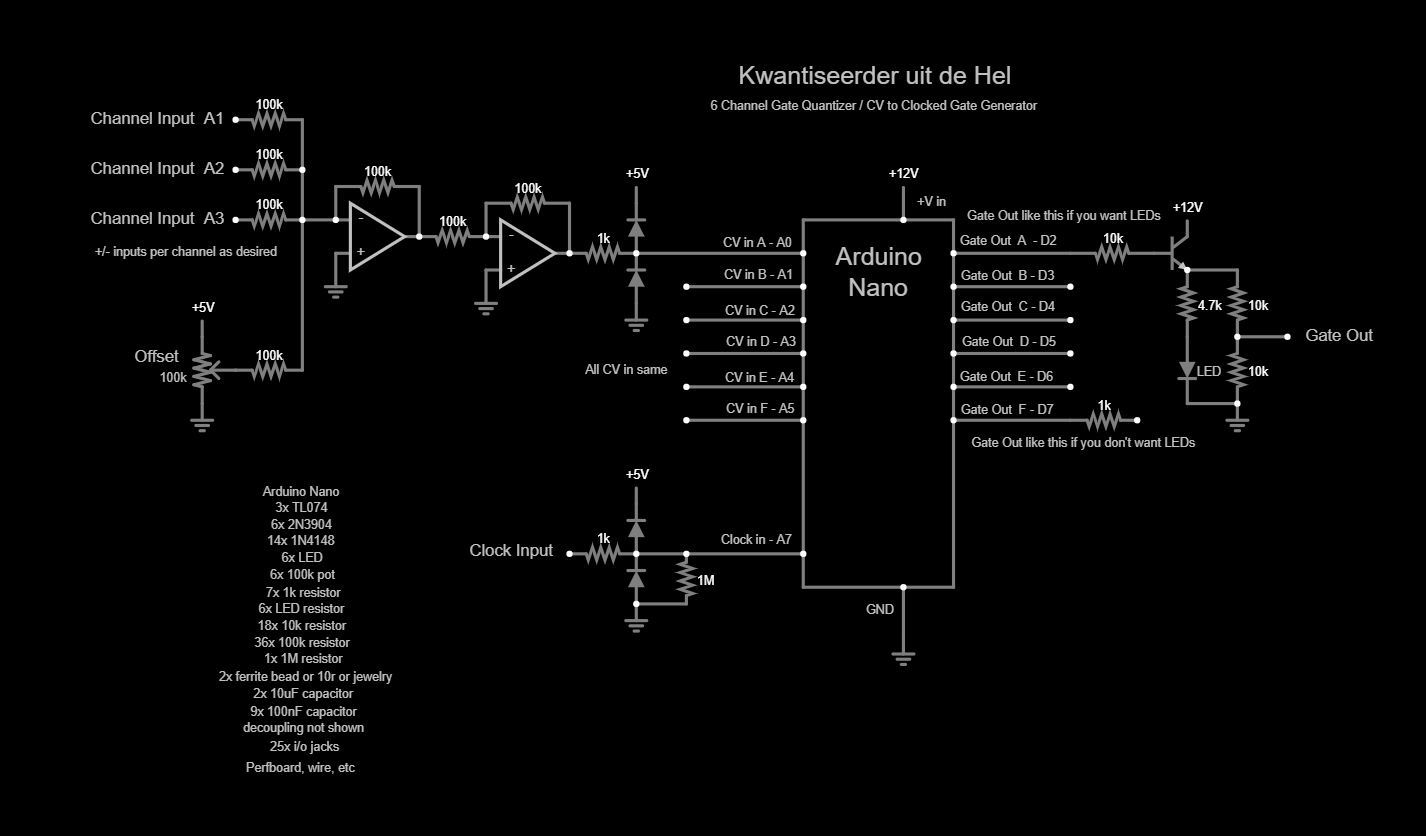 Kwantiseerder uit de Hel
6 Channel Gate Quantizer / CV to Clocked Gate Generator
Channel Input A1
100k
Channel Input A2
100k
Channel Input A3
100k
+/- inputs per channel as desired
+5V
Offset
100k
100k
100k
-
+
100k
100k
-
+
1k
+5V
+12V
+V in
Arduino
Nano
CV in A - A0
CV in B - A1
CV in C - A2
CV in D - A3
CV in E - A4
CV in F - A5
All CV in same
Gate Out like this if you want LEDs
Gate Out A - D2
Gate Out B - D3
Gate Out C - D4
Gate Out D - D5
Gate Out E - D6
Gate Out F - D7
10k
+12V
4.7k
10k
LED
10k
Gate Out
1k
Gate Out like this if you don't want LEDs
+5V
Clock Input
1k
1M
Clock in - A7
GND
Arduino Nano
3x TL074
6x 2N3904
14x 1N4148
6x LED
6x 100k pot
7x 1k resistor
6x LED resistor
18x 10k resistor
36x 100k resistor
1x 1M resistor
2x ferrite bead or 10r or jewelry
2x 10uF capacitor
9x 100nF capacitor
decoupling not shown
25x i/o jacks
Perfboard, wire, etc